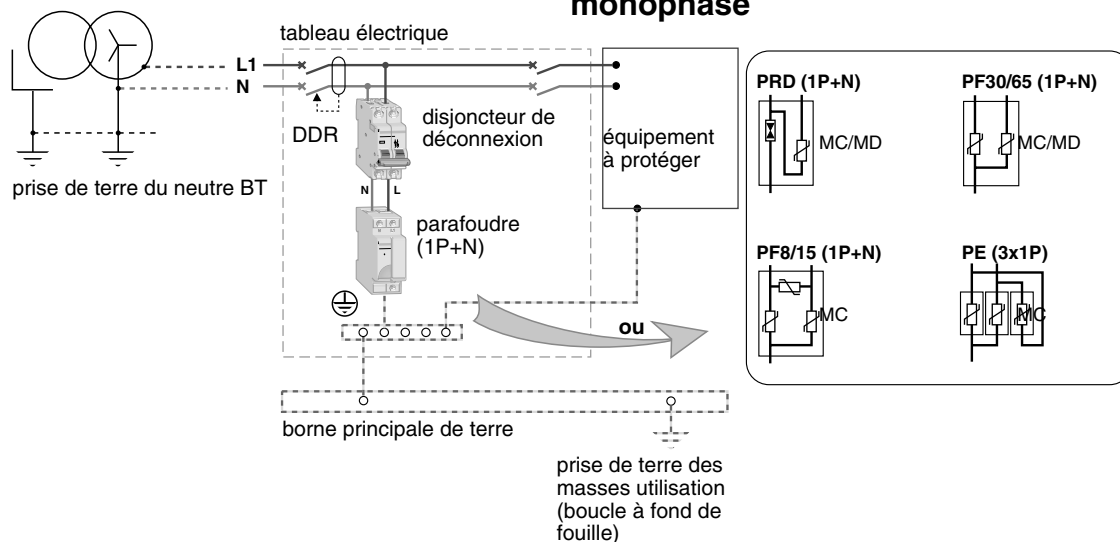 monophasé
tableau électrique
L1
N
DDR
disjoncteur de
déconnexion
équipement
à protéger
prise de terre du neutre BT
N L
parafoudre
(1P+N)
ou
borne principale de terre
prise de terre des
masses utilisation
(boucle à fond de
fouille)
PRD (1P+N)
MC/MD
PF30/65 (1P+N)
MC/MD
PF8/15 (1P+N)
MC
PE (3x1P)
MC